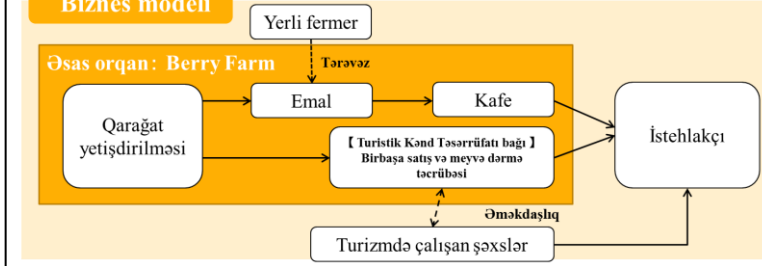 Biznes modeli
Yerli fermer
Əsas orqan: Berry Farm
Tərəvəz
Emal
Kafe
Qarağat
yetişdirilməsi
【 Turistik Kənd Təsərrüfatı bağı 】
Birbaşa satış və meyvə dərmə
təcrübəsi
İstehlakçı
Əməkdaşlıq
Turizmdə çalışan şəxslər